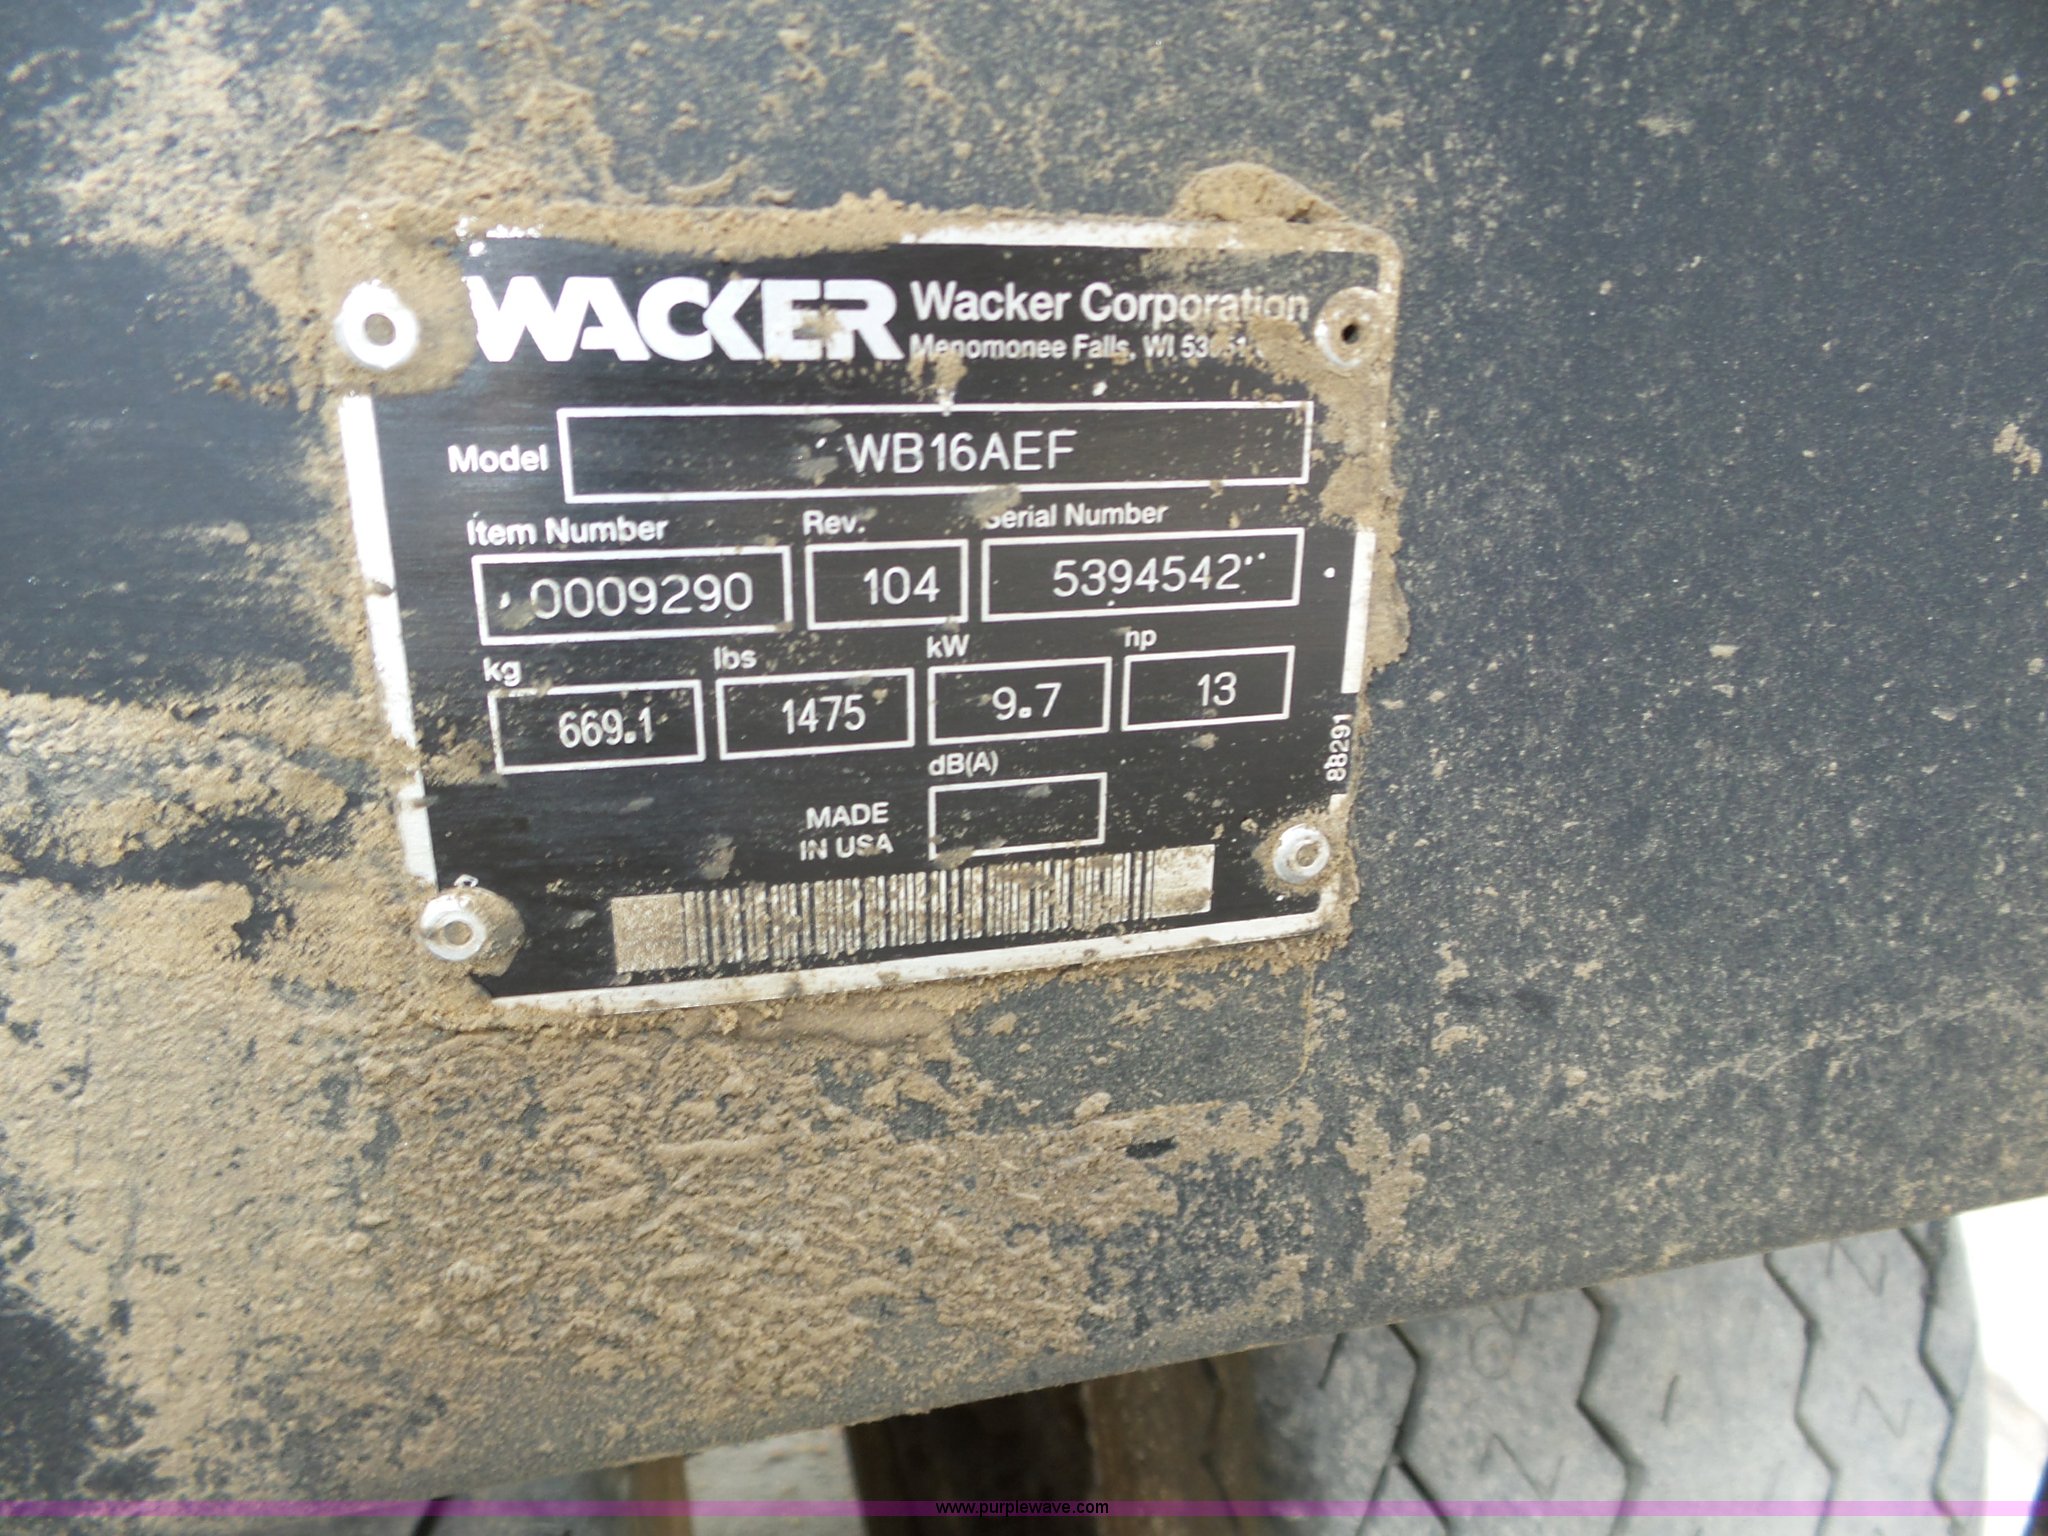 WACKER Wacker Corporation
Menomonee Falls, WI
Model WB16AEF
Item Number Rev. Serial Number
0009290 104 5394542
kg lbs kW hp
669.1 1475 9.7 13
dB(A)
MADE
IN USA
88291
www.purplewave.com